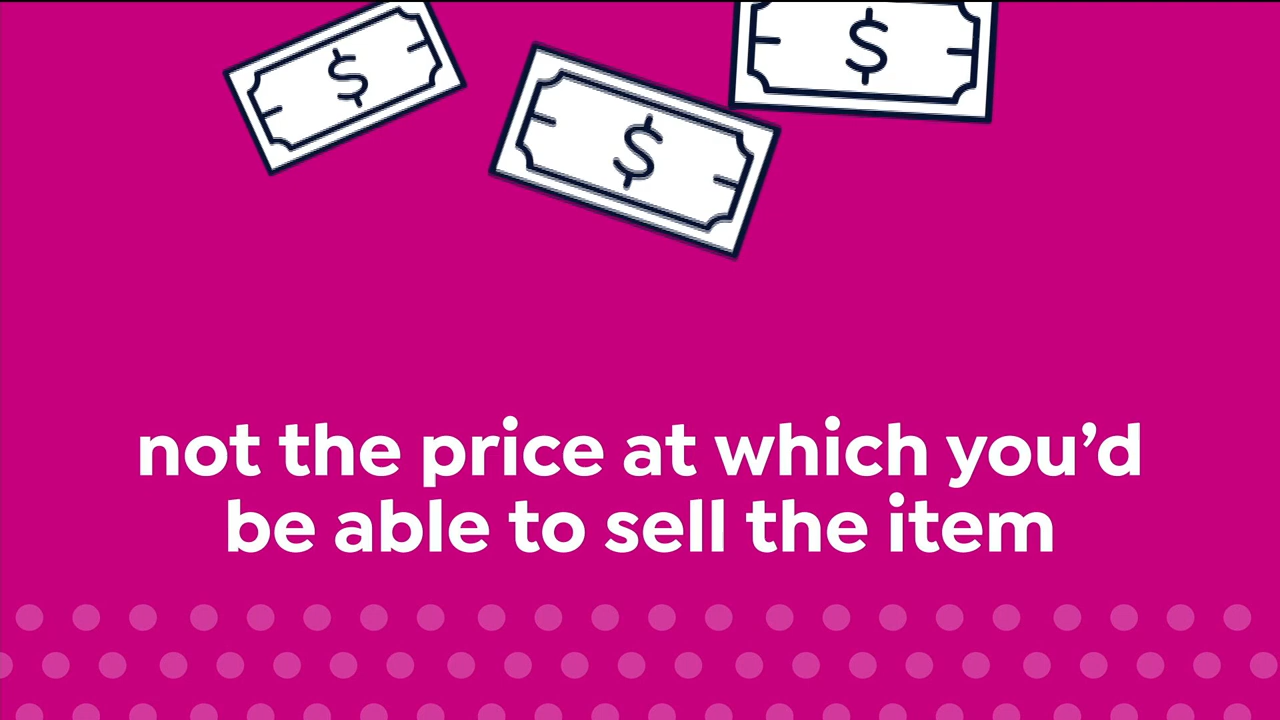 $
$
$
not the price at which you’d
be able to sell the item